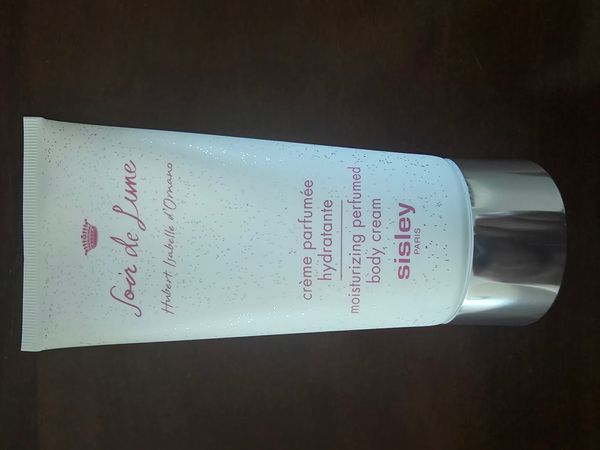 Soir de Lune
Hubert Isabelle d'Ornano
crème parfumée
hydratante
moisturizing perfumed
body cream
sisley
PARIS